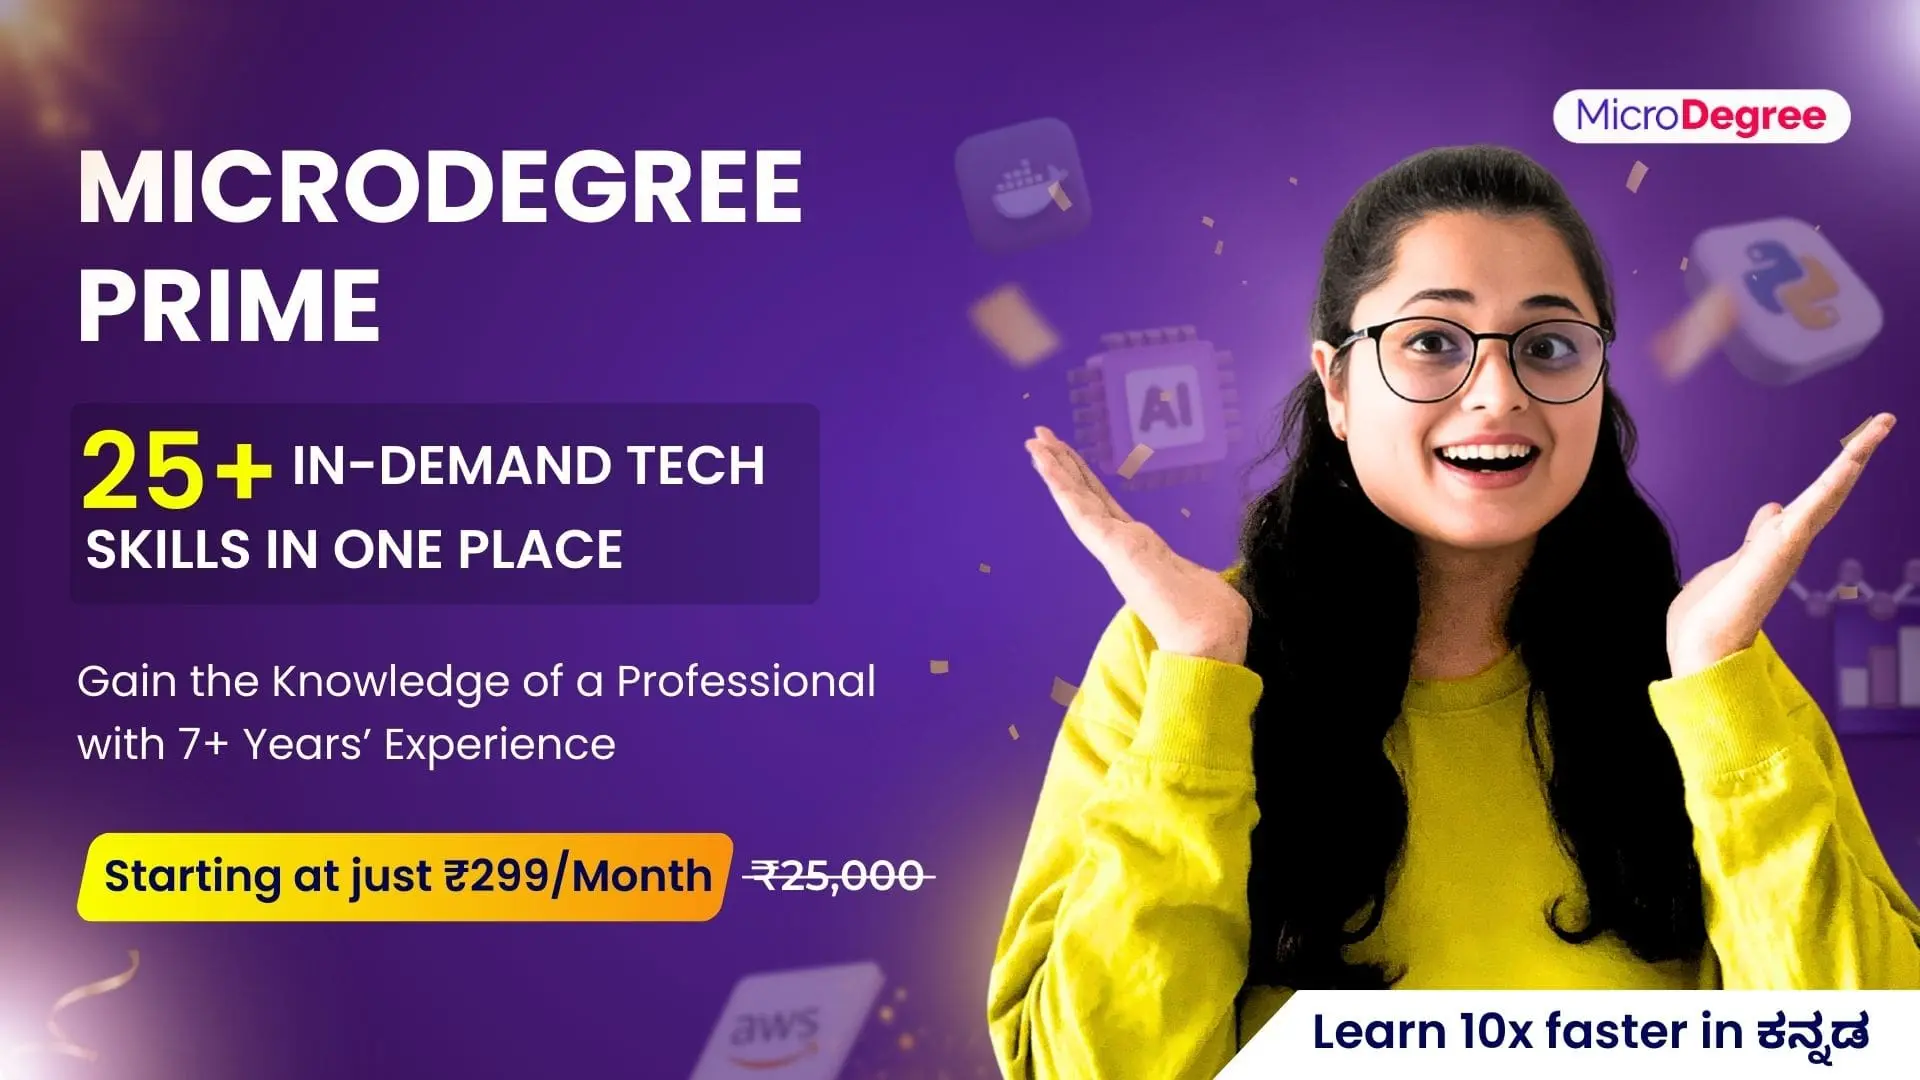 MicroDegree
MICRODEGREE
PRIME
25+ IN-DEMAND TECH
SKILLS IN ONE PLACE
Gain the Knowledge of a Professional
with 7+ Years’ Experience
Starting at just ₹299/Month ₹25,000
AI
aws
Learn 10x faster in ಕನ್ನಡ